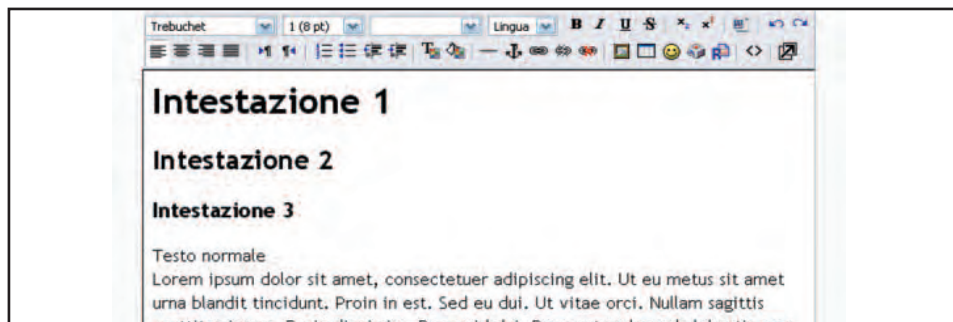 Trebuchet 1 (8 pt) Lingua B I U S
Intestazione 1
Intestazione 2
Intestazione 3
Testo normale
Lorem ipsum dolor sit amet, consectetuer adipiscing elit. Ut eu metus sit amet
urna blandit tincidunt. Proin in est. Sed eu dui. Ut vitae orci. Nullam sagittis